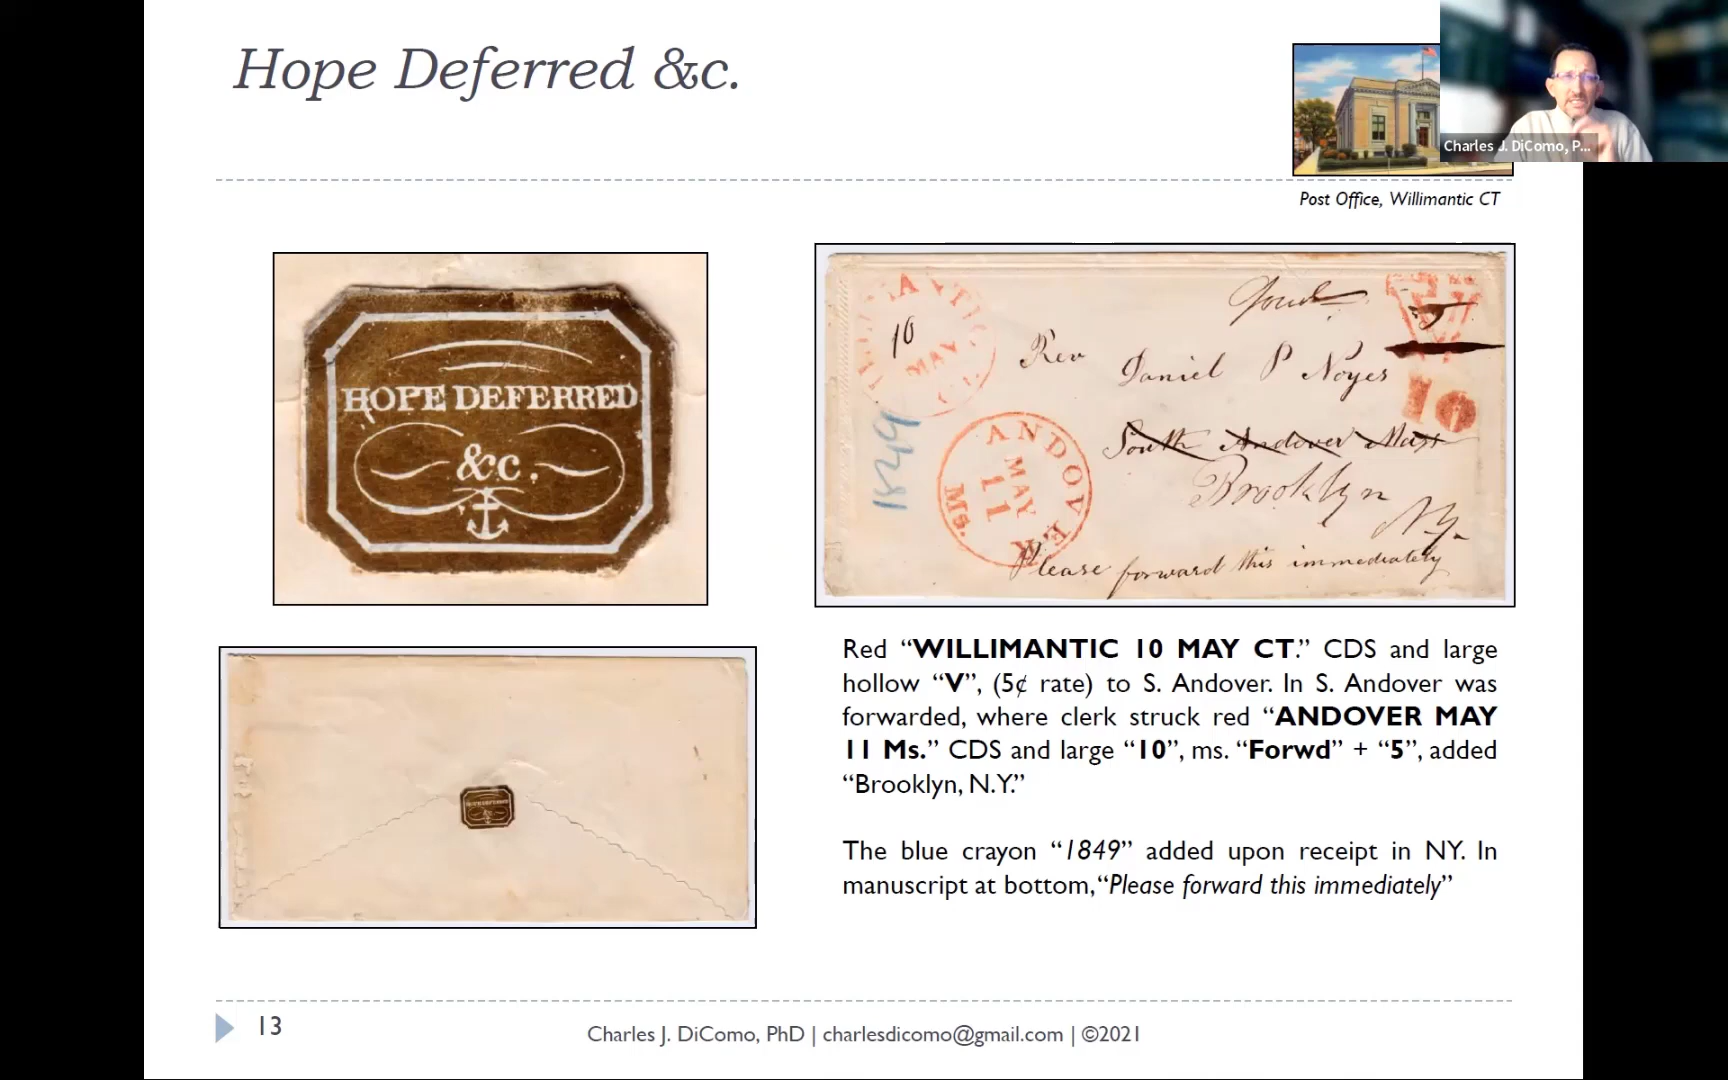 Hope Deferred &c.
Charles J. DiComo, P...
Post Office, Willimantic CT
HOPE DEFERRED
&c.
10
MAY
Rev Daniel P Noyes
10
South Andover Mass
1849
ANDOVER Ms.
MAY
11
Brooklyn
N.Y.
Please forward this immediately
HOPE DEFERRED
&c.
Red “WILLIMANTIC 10 MAY CT.” CDS and large
hollow “V”, (5¢ rate) to S. Andover. In S. Andover was
forwarded, where clerk struck red “ANDOVER MAY
11 Ms.” CDS and large “10”, ms. “Forwd” + “5”, added
“Brooklyn, N.Y.”
The blue crayon “1849” added upon receipt in NY. In
manuscript at bottom, “Please forward this immediately”
13
Charles J. DiComo, PhD | charlesdicomo@gmail.com | ©2021